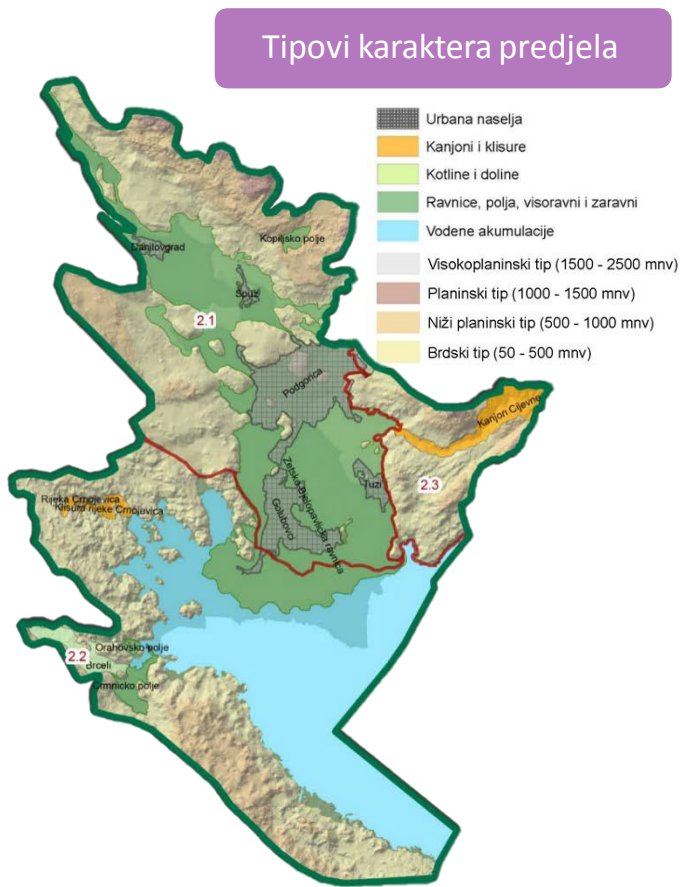 Tipovi karaktera predjela
Urbana naselja
Kanjoni i klisure
Kotline i doline
Ravnice, polja, visoravni i zaravni
Vodene akumulacije
Visokoplaninski tip (1500 - 2500 mnv)
Planinski tip (1000 - 1500 mnv)
Niži planinski tip (500 - 1000 mnv)
Brdski tip (50 - 500 mnv)
Kopiljsko polje
Danilovgrad
Spuž
2.1
Podgorica
Kanjon Cijevne
2.3
Tuzi
Zetsko-Bjelopavlićka ravnica
Golubovci
Rijeka Crnojevića
Klisura rijeke Crnojevića
Orahovsko polje
2.2
Brceli
Crmničko polje